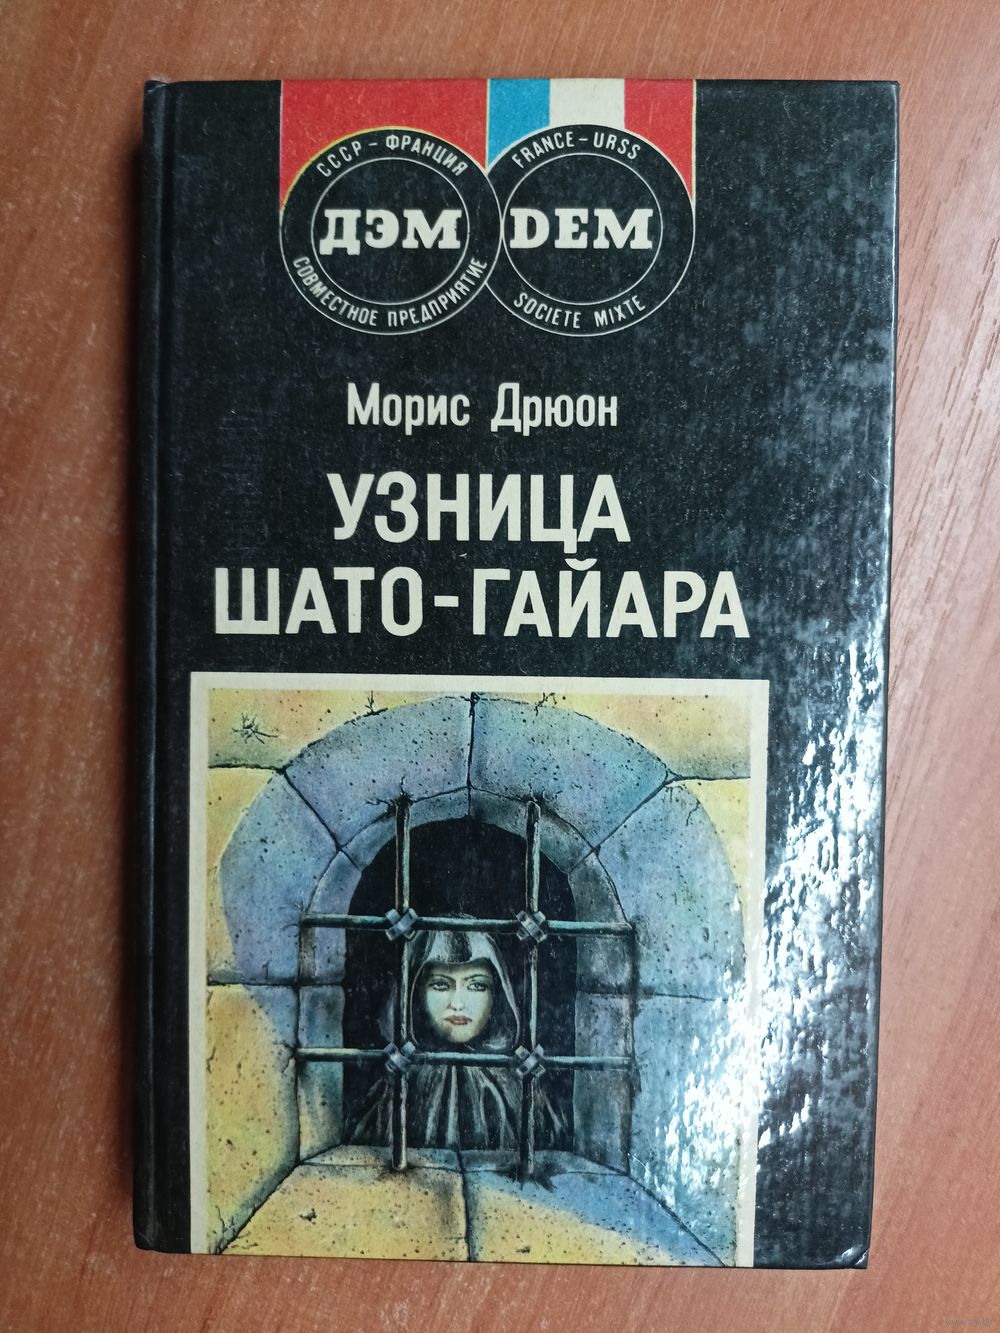 СССР - ФРАНЦИЯ
ДЭМ
СОВМЕСТНОЕ ПРЕДПРИЯТИЕ
FRANCE - URSS
DEM
SOCIETE MIXTE
Морис Дрюон
УЗНИЦА
ШАТО-ГАЙАРА